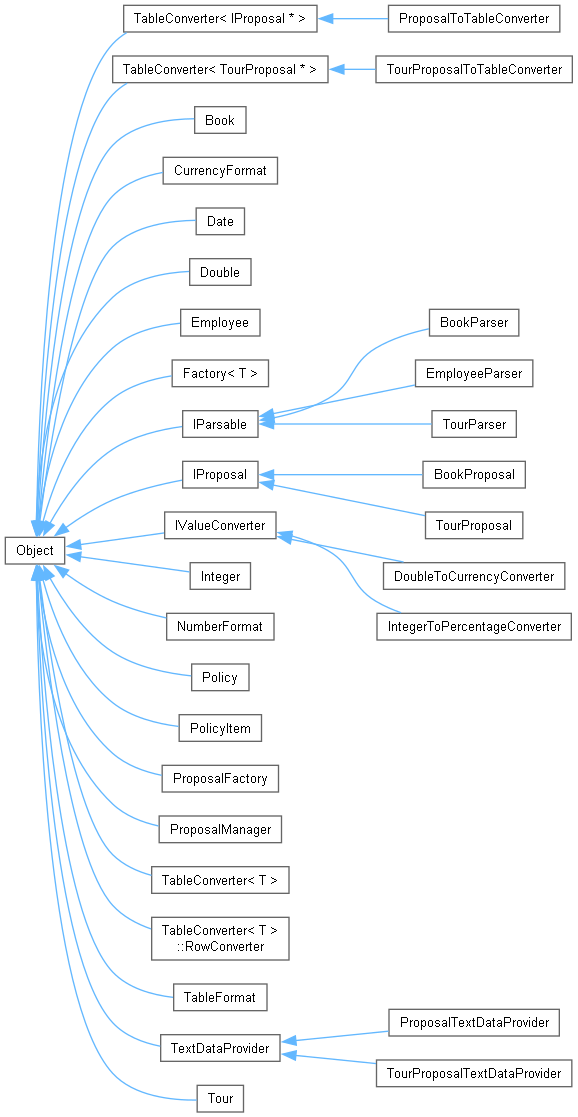 TableConverter< IProposal * >
ProposalToTableConverter
TableConverter< TourProposal * >
TourProposalToTableConverter
Book
CurrencyFormat
Date
Double
Employee
BookParser
Factory< T >
EmployeeParser
IParsable
TourParser
IProposal
BookProposal
IValueConverter
TourProposal
Object
Integer
DoubleToCurrencyConverter
NumberFormat
IntegerToPercentageConverter
Policy
PolicyItem
ProposalFactory
ProposalManager
TableConverter< T >
TableConverter< T >
::RowConverter
TableFormat
ProposalTextDataProvider
TextDataProvider
TourProposalTextDataProvider
Tour